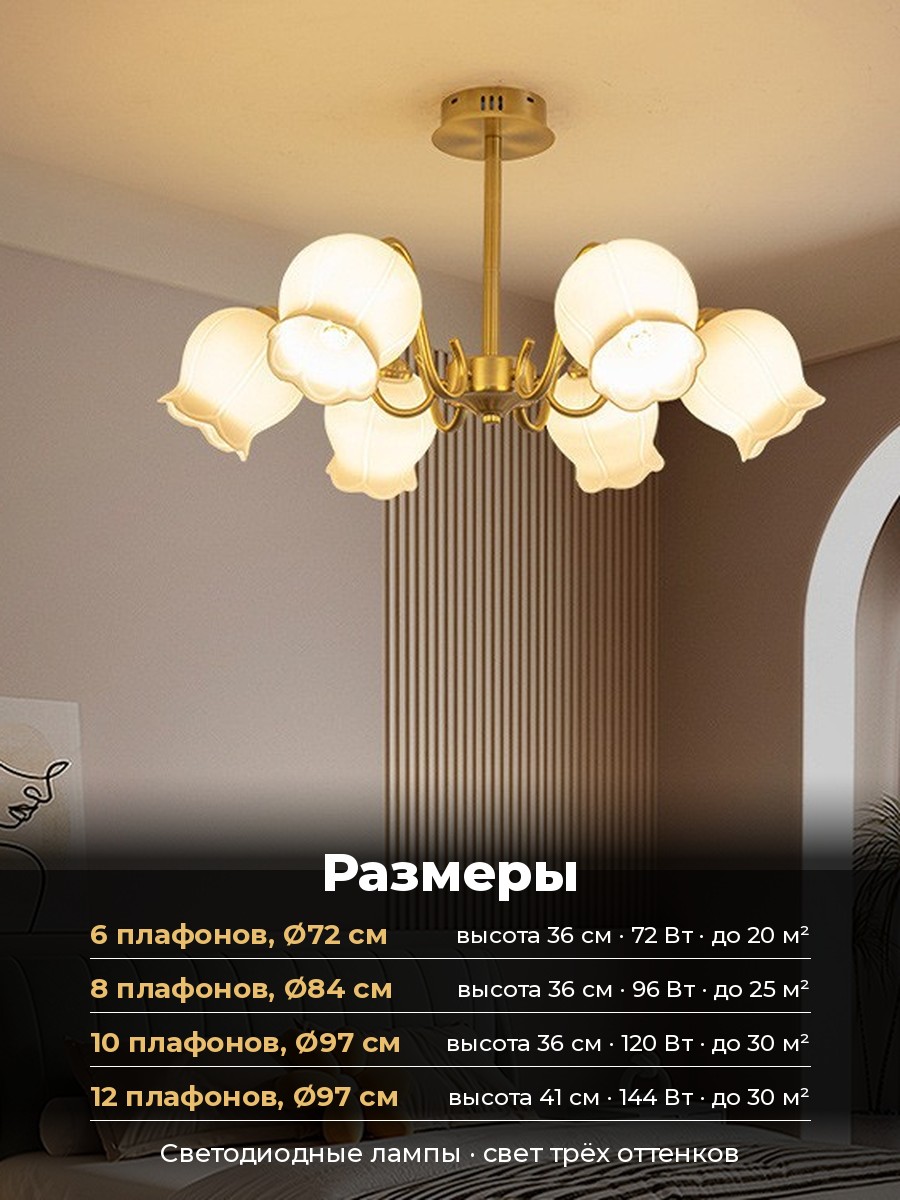 Размеры
6 плафонов, Ø72 см высота 36 см · 72 Вт · до 20 м²
8 плафонов, Ø84 см высота 36 см · 96 Вт · до 25 м²
10 плафонов, Ø97 см высота 36 см · 120 Вт · до 30 м²
12 плафонов, Ø97 см высота 41 см · 144 Вт · до 30 м²
Светодиодные лампы · свет трёх оттенков